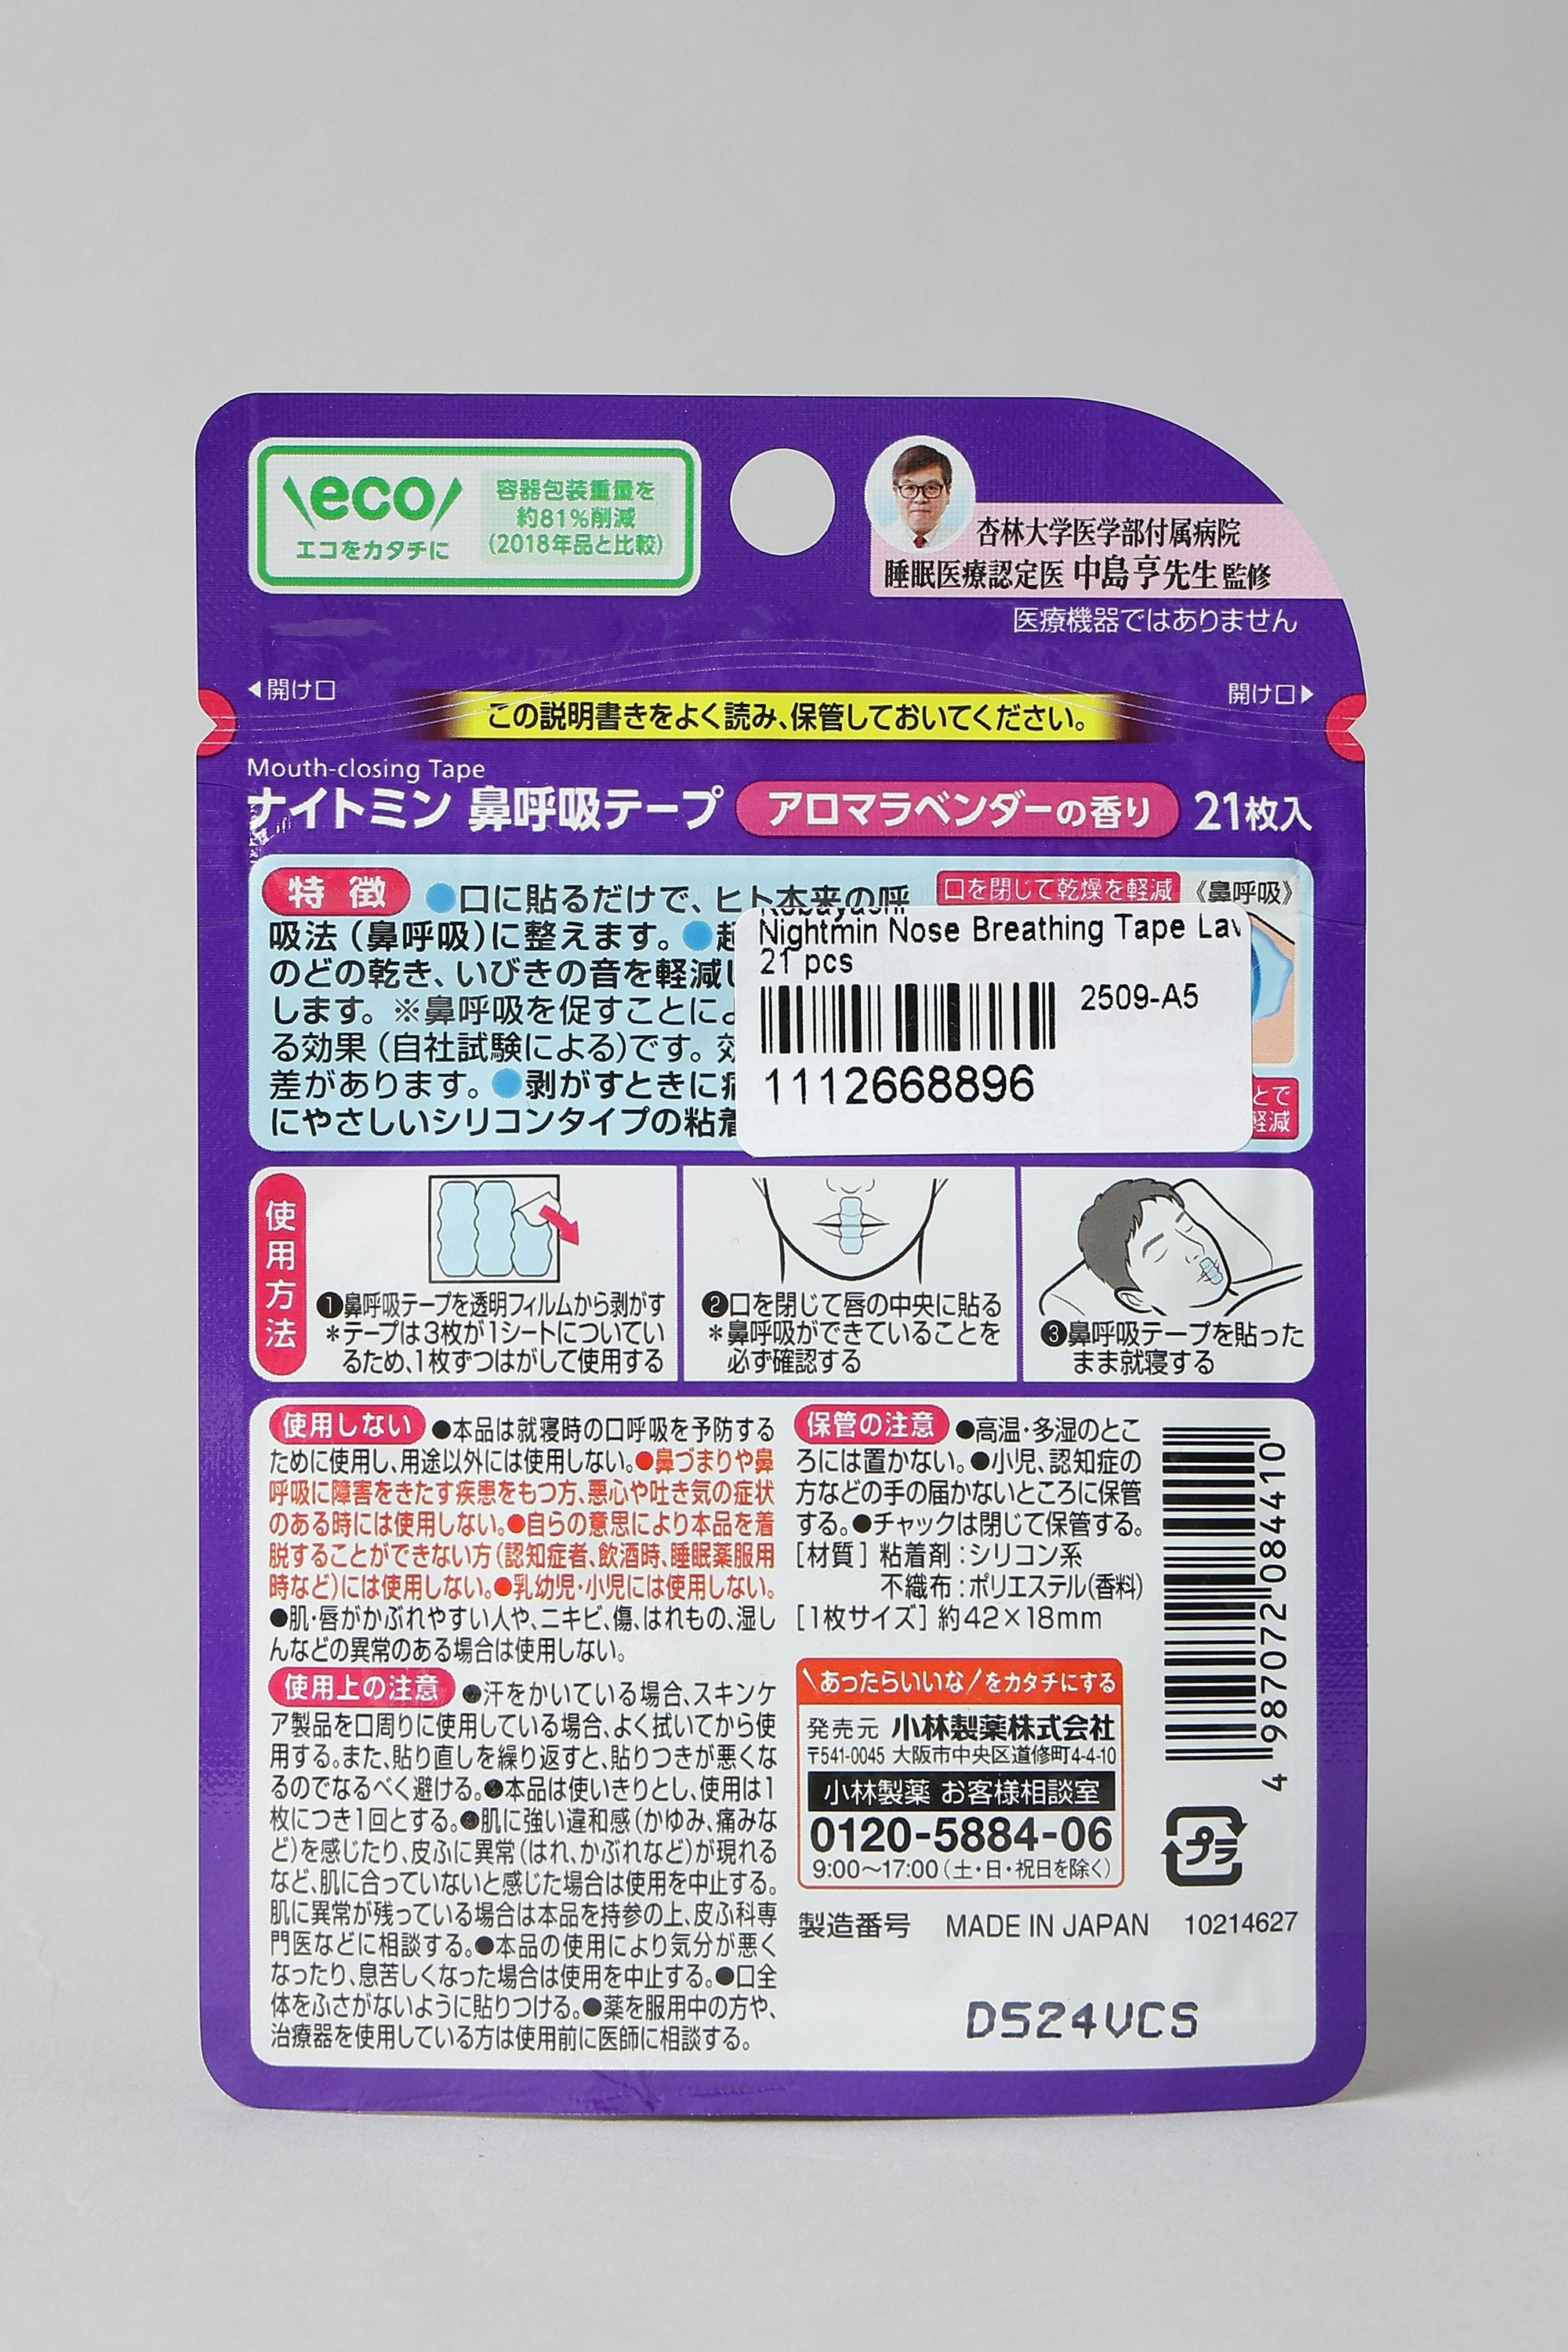 eco
エコをカタチに
容器包装重量を
約81%削減
(2018年品と比較)
杏林大学医学部付属病院
睡眠医療認定医 中島亨先生監修
医療機器ではありません
開け口
開け口
この説明書きをよく読み、保管しておいてください。
Mouth-closing Tape
ナイトミン 鼻呼吸テープ アロマラベンダーの香り 21枚入
特徴 ●口に貼るだけで、ヒト本来の呼
吸法(鼻呼吸)に整えます。●起
のどの乾き、いびきの音を軽減し
します。※鼻呼吸を促すことによ
る効果(自社試験による)です。効
差があります。●剥がすときに痛
にやさしいシリコンタイプの粘着
口を閉じて乾燥を軽減 《鼻呼吸》
とで
軽減
Kobayashi
Nightmin Nose Breathing Tape Lav
21 pcs
2509-A5
1112668896
使用方法
❶鼻呼吸テープを透明フィルムから剥がす
＊テープは3枚が1シートについてい
るため、1枚ずつはがして使用する
❷口を閉じて唇の中央に貼る
＊鼻呼吸ができていることを
必ず確認する
❸鼻呼吸テープを貼った
まま就寝する
使用しない ●本品は就寝時の口呼吸を予防する
ために使用し、用途以外には使用しない。●鼻づまりや鼻
呼吸に障害をきたす疾患をもつ方、悪心や吐き気の症状
のある時には使用しない。●自らの意思により本品を着
脱することができない方(認知症者、飲酒時、睡眠薬服用
時など)には使用しない。●乳幼児・小児には使用しない。
●肌・唇がかぶれやすい人や、ニキビ、傷、はれもの、湿し
んなどの異常のある場合は使用しない。
使用上の注意 ●汗をかいている場合、スキンケ
ア製品を口周りに使用している場合、よく拭いてから使
用する。また、貼り直しを繰り返すと、貼りつきが悪くな
るのでなるべく避ける。●本品は使いきりとし、使用は1
枚につき1回とする。●肌に強い違和感(かゆみ、痛みな
ど)を感じたり、皮ふに異常(はれ、かぶれなど)が現れる
など、肌に合っていないと感じた場合は使用を中止する。
肌に異常が残っている場合は本品を持参の上、皮ふ科専
門医などに相談する。●本品の使用により気分が悪く
なったり、息苦しくなった場合は使用を中止する。●口全
体をふさがないように貼りつける。●薬を服用中の方や、
治療器を使用している方は使用前に医師に相談する。
保管の注意 ●高温・多湿のとこ
ろには置かない。●小児、認知症の
方などの手の届かないところに保管
する。●チャックは閉じて保管する。
[材質] 粘着剤:シリコン系
不織布:ポリエステル(香料)
[1枚サイズ] 約42×18mm
あったらいいなをカタチにする
発売元 小林製薬株式会社
〒541-0045 大阪市中央区道修町4-4-10
小林製薬 お客様相談室
0120-5884-06
9:00～17:00(土・日・祝日を除く)
4 987072 084410
プラ
製造番号 MADE IN JAPAN 10214627
D524VCS